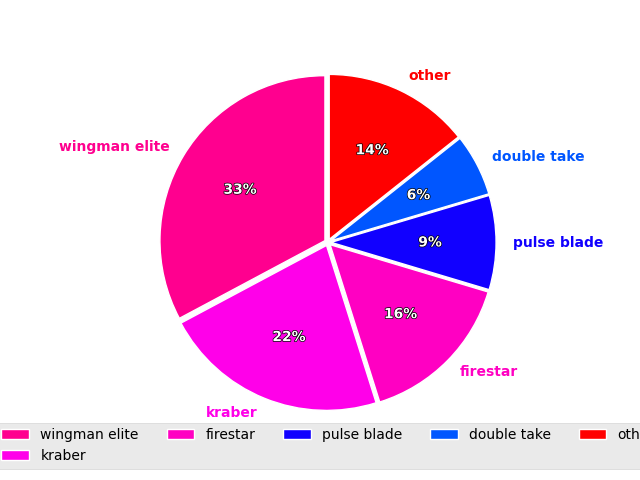 other
wingman elite
14%
double take
33%
6%
9%
pulse blade
16%
22%
firestar
kraber
wingman elite firestar pulse blade double take oth
kraber